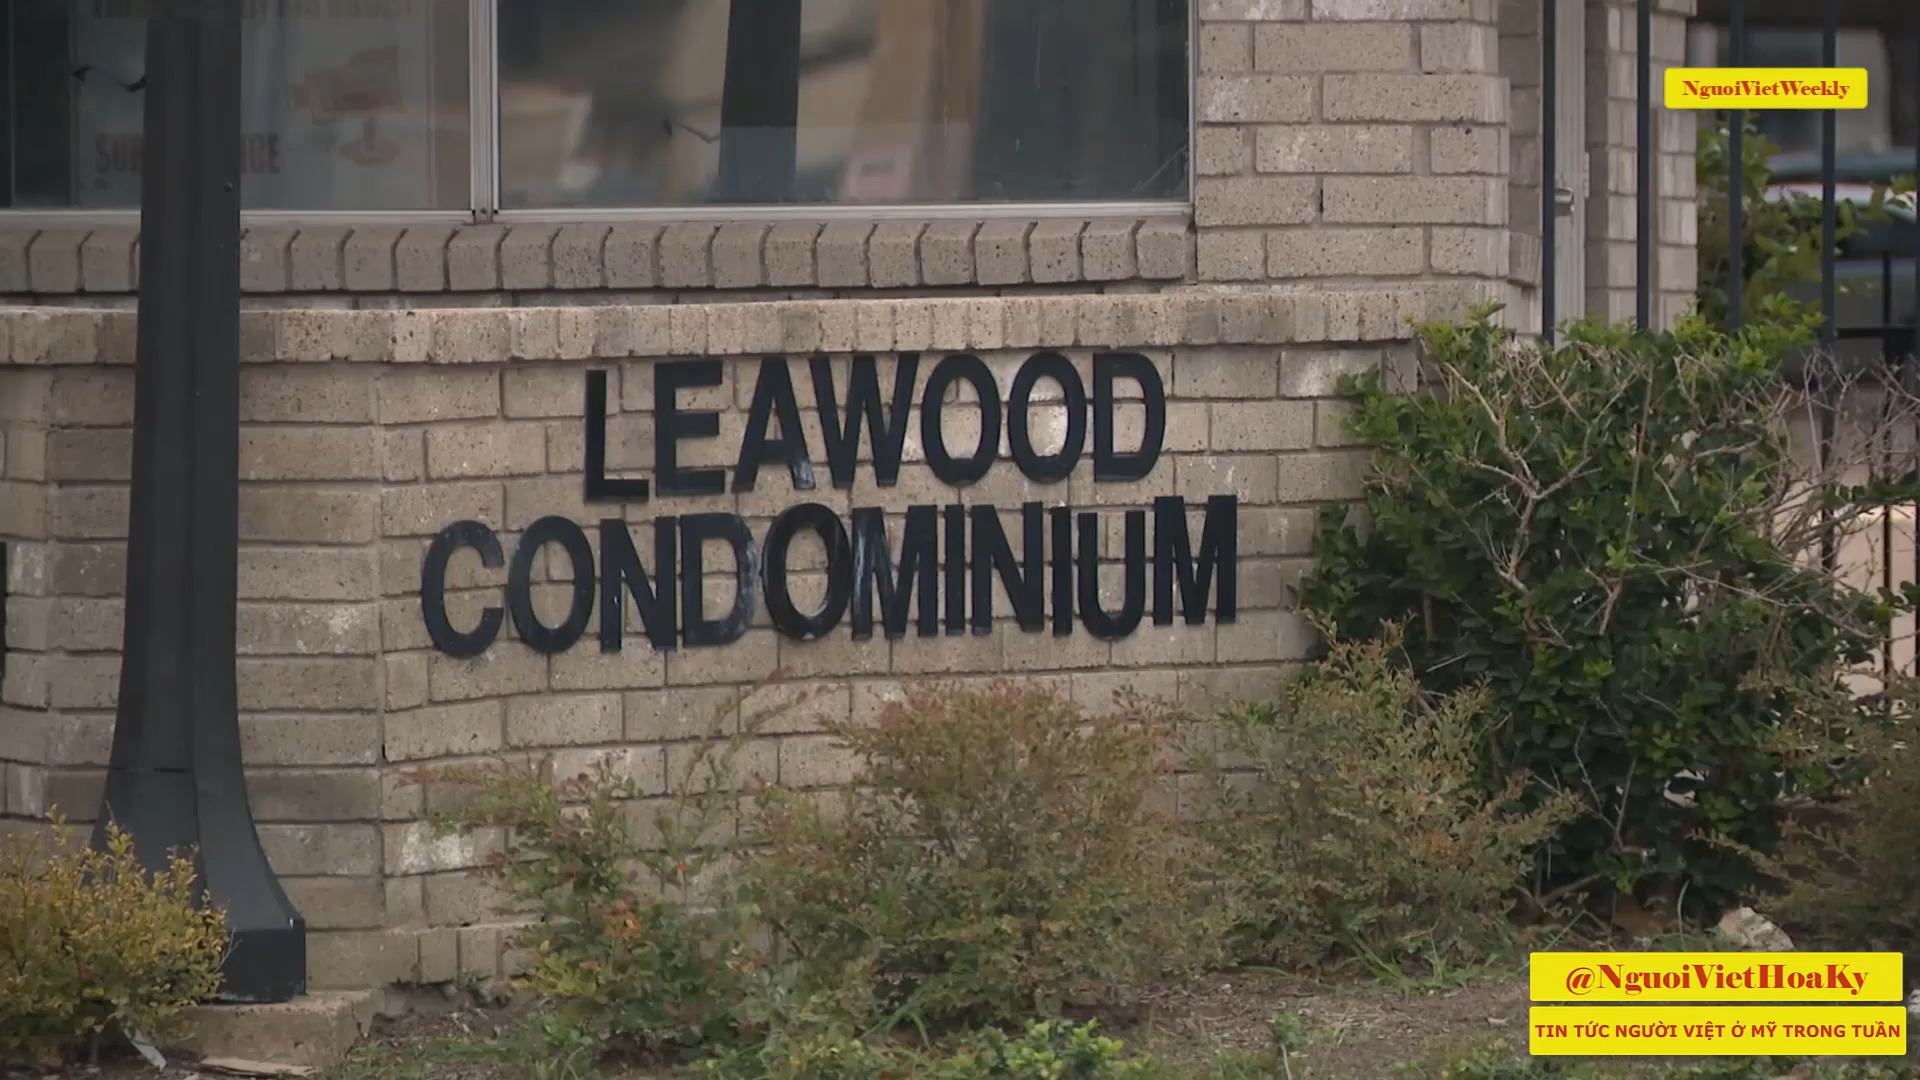 NguoiVietWeekly
LEAWOOD
CONDOMINIUM
@NguoiVietHoaKy
TIN TỨC NGƯỜI VIỆT Ở MỸ TRONG TUẦN